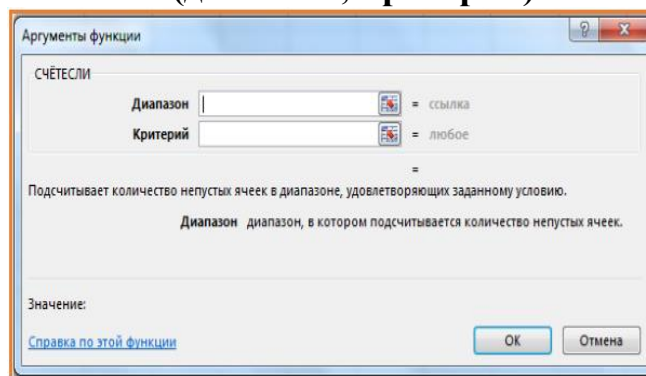 Аргументы функции
СЧЁТЕСЛИ
Диапазон = ссылка
Критерий = любое
=
Подсчитывает количество непустых ячеек в диапазоне, удовлетворяющих заданному условию.
Диапазон диапазон, в котором подсчитывается количество непустых ячеек.
Значение:
Справка по этой функции
ОК
Отмена